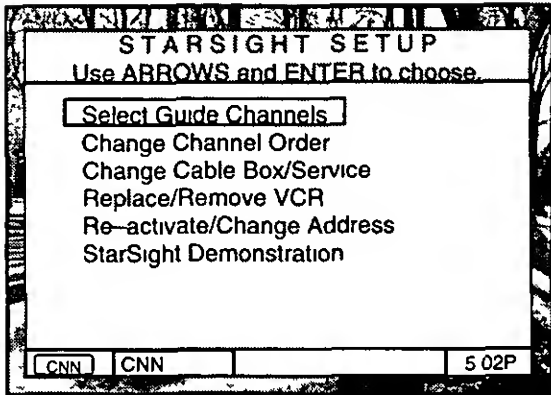 STARSIGHT SETUP
Use ARROWS and ENTER to choose.
Select Guide Channels
Change Channel Order
Change Cable Box/Service
Replace/Remove VCR
Re-activate/Change Address
StarSight Demonstration
CNN CNN 5 02P